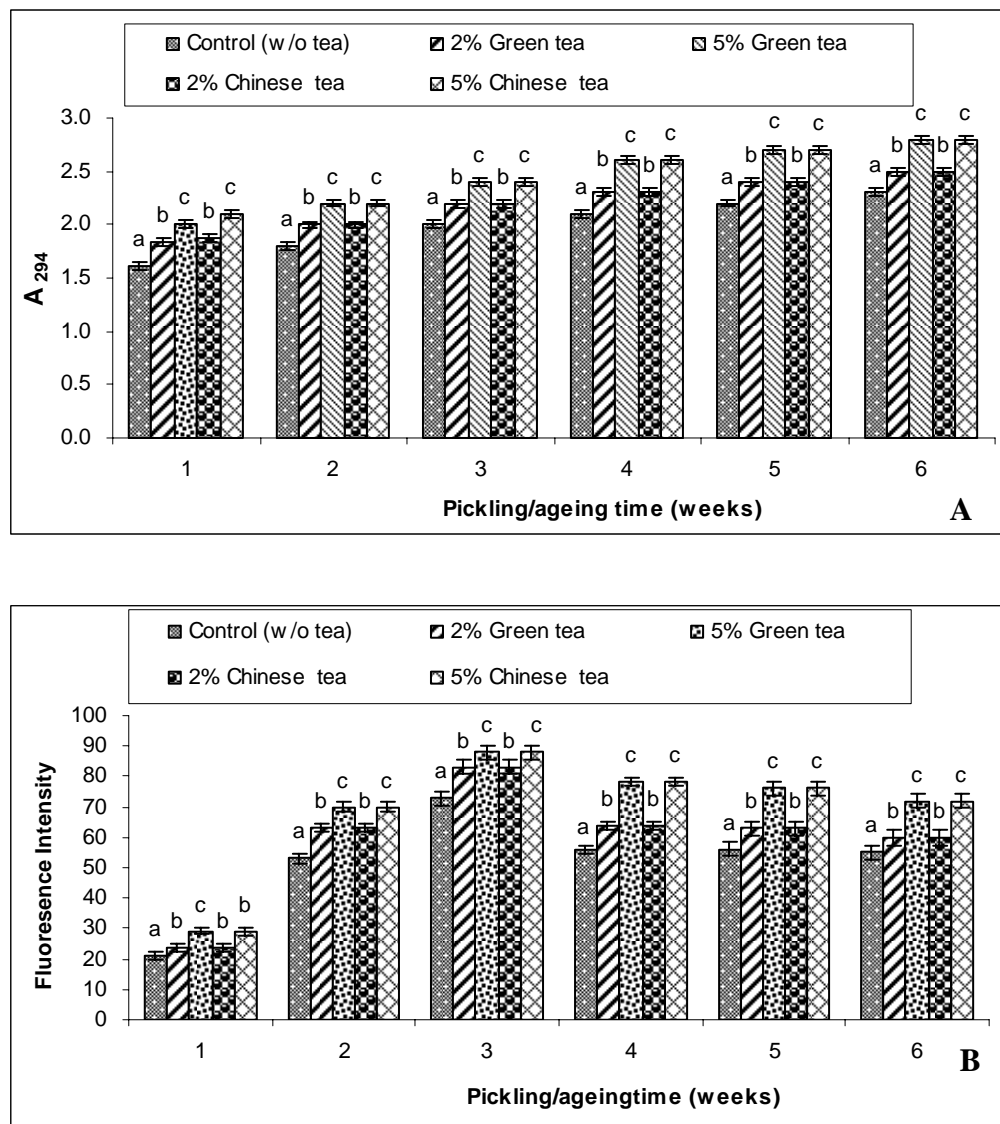 Control (w/o tea) 2% Green tea 5% Green tea
2% Chinese tea 5% Chinese tea
3.0
2.5
2.0
1.5
1.0
0.5
0.0
A294
a b c b c
a b c b c
a b c b c
a b c b c
a b c b c
a b c b c
1 2 3 4 5 6
Pickling/ageing time (weeks)
A
Control (w/o tea) 2% Green tea 5% Green tea
2% Chinese tea 5% Chinese tea
100
90
80
70
60
50
40
30
20
10
0
Fluoresence Intensity
a b c b b
a b c b c
a b c b c
a b c b c
a b c b c
a b c b c
1 2 3 4 5 6
Pickling/ageingtime (weeks)
B